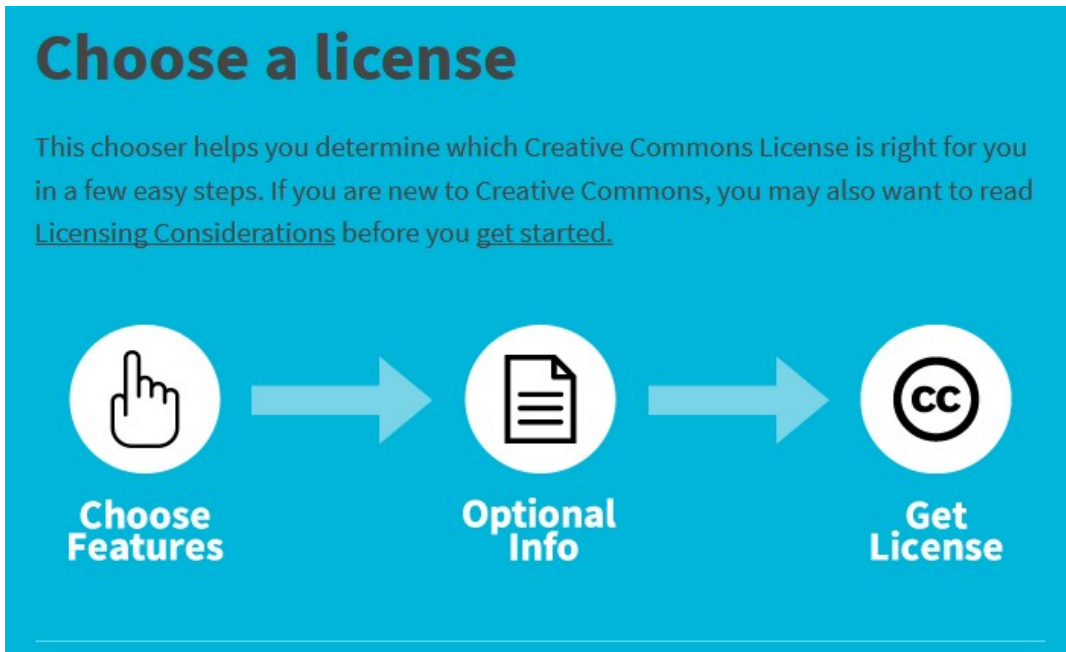 Choose a license
This chooser helps you determine which Creative Commons License is right for you
in a few easy steps. If you are new to Creative Commons, you may also want to read
Licensing Considerations before you get started.
cc
Choose
Features
Optional
Info
Get
License